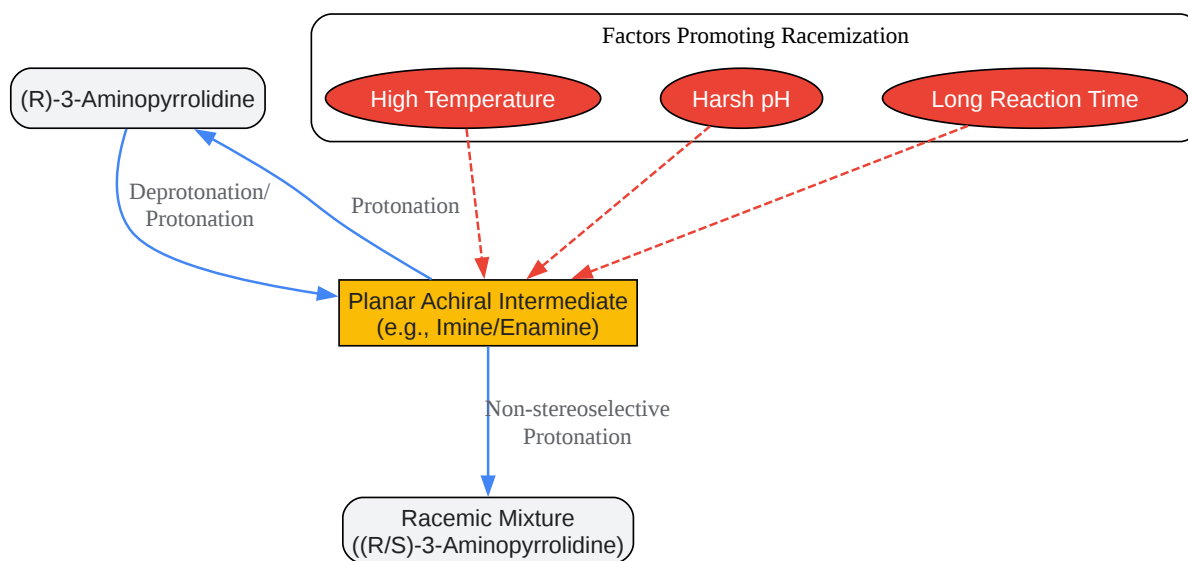 Factors Promoting Racemization
(R)-3-Aminopyrrolidine
High Temperature
Harsh pH
Long Reaction Time
Deprotonation/
Protonation
Protonation
Planar Achiral Intermediate
(e.g., Imine/Enamine)
Non-stereoselective
Protonation
Racemic Mixture
((R/S)-3-Aminopyrrolidine)